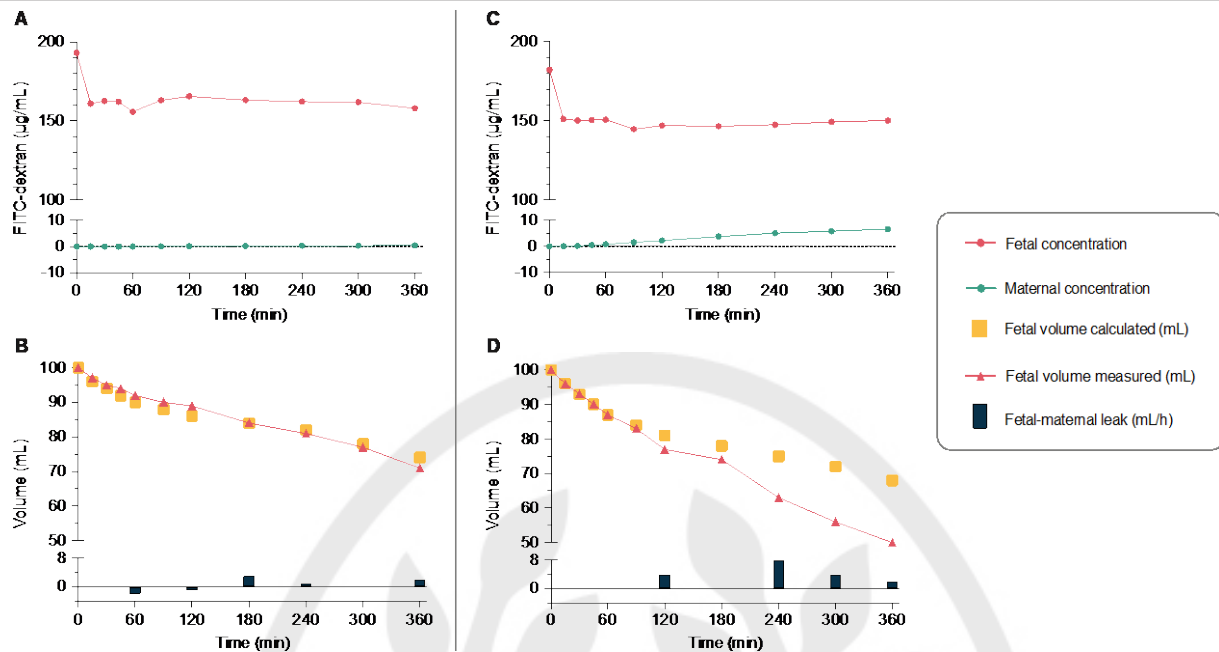 A
FITC-dextran (µg/mL)
200
150
100
10
0
-10
0 60 120 180 240 300 360
Time (min)
B
Volume (mL)
100
90
80
70
60
50
8
0
0 60 120 180 240 300 360
Time (min)
C
FITC-dextran (µg/mL)
200
150
100
10
0
-10
0 60 120 180 240 300 360
Time (min)
D
Volume (mL)
100
90
80
70
60
50
8
0
0 60 120 180 240 300 360
Time (min)
Fetal concentration
Maternal concentration
Fetal volume calculated (mL)
Fetal volume measured (mL)
Fetal-maternal leak (mL/h)